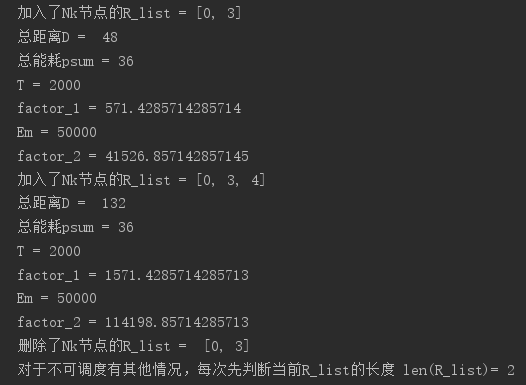 加入了Nk节点的R_list = [0, 3]
总距离D =  48
总能耗psum = 36
T = 2000
factor_1 = 571.4285714285714
Em = 50000
factor_2 = 41526.857142857145
加入了Nk节点的R_list = [0, 3, 4]
总距离D =  132
总能耗psum = 36
T = 2000
factor_1 = 1571.4285714285713
Em = 50000
factor_2 = 114198.85714285713
删除了Nk节点的R_list =  [0, 3]
对于不可调度有其他情况，每次先判断当前R_list的长度 len(R_list)= 2